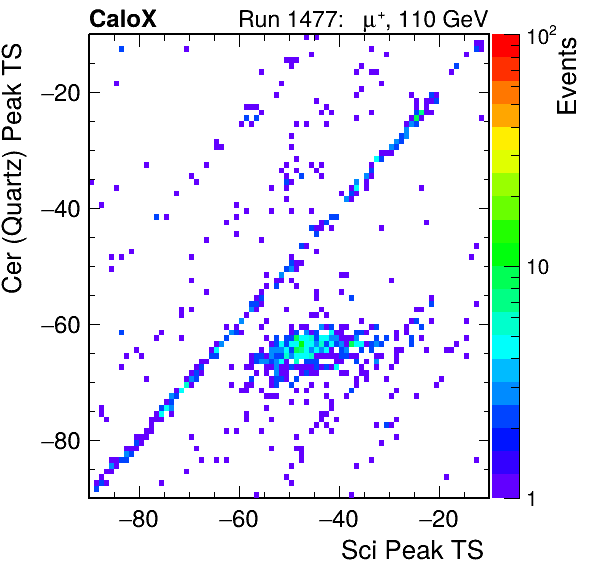 CaloX Run 1477: μ⁺, 110 GeV
Cer (Quartz) Peak TS
−20
−40
−60
−80
−80 −60 −40 −20
Sci Peak TS
10²
10
1
Events